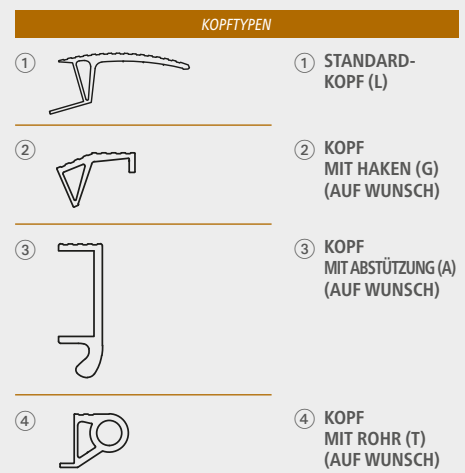 KOPFTYPEN
1
1 STANDARD-
KOPF (L)
2
2 KOPF
MIT HAKEN (G)
(AUF WUNSCH)
3
3 KOPF
MIT ABSTÜTZUNG (A)
(AUF WUNSCH)
4
4 KOPF
MIT ROHR (T)
(AUF WUNSCH)